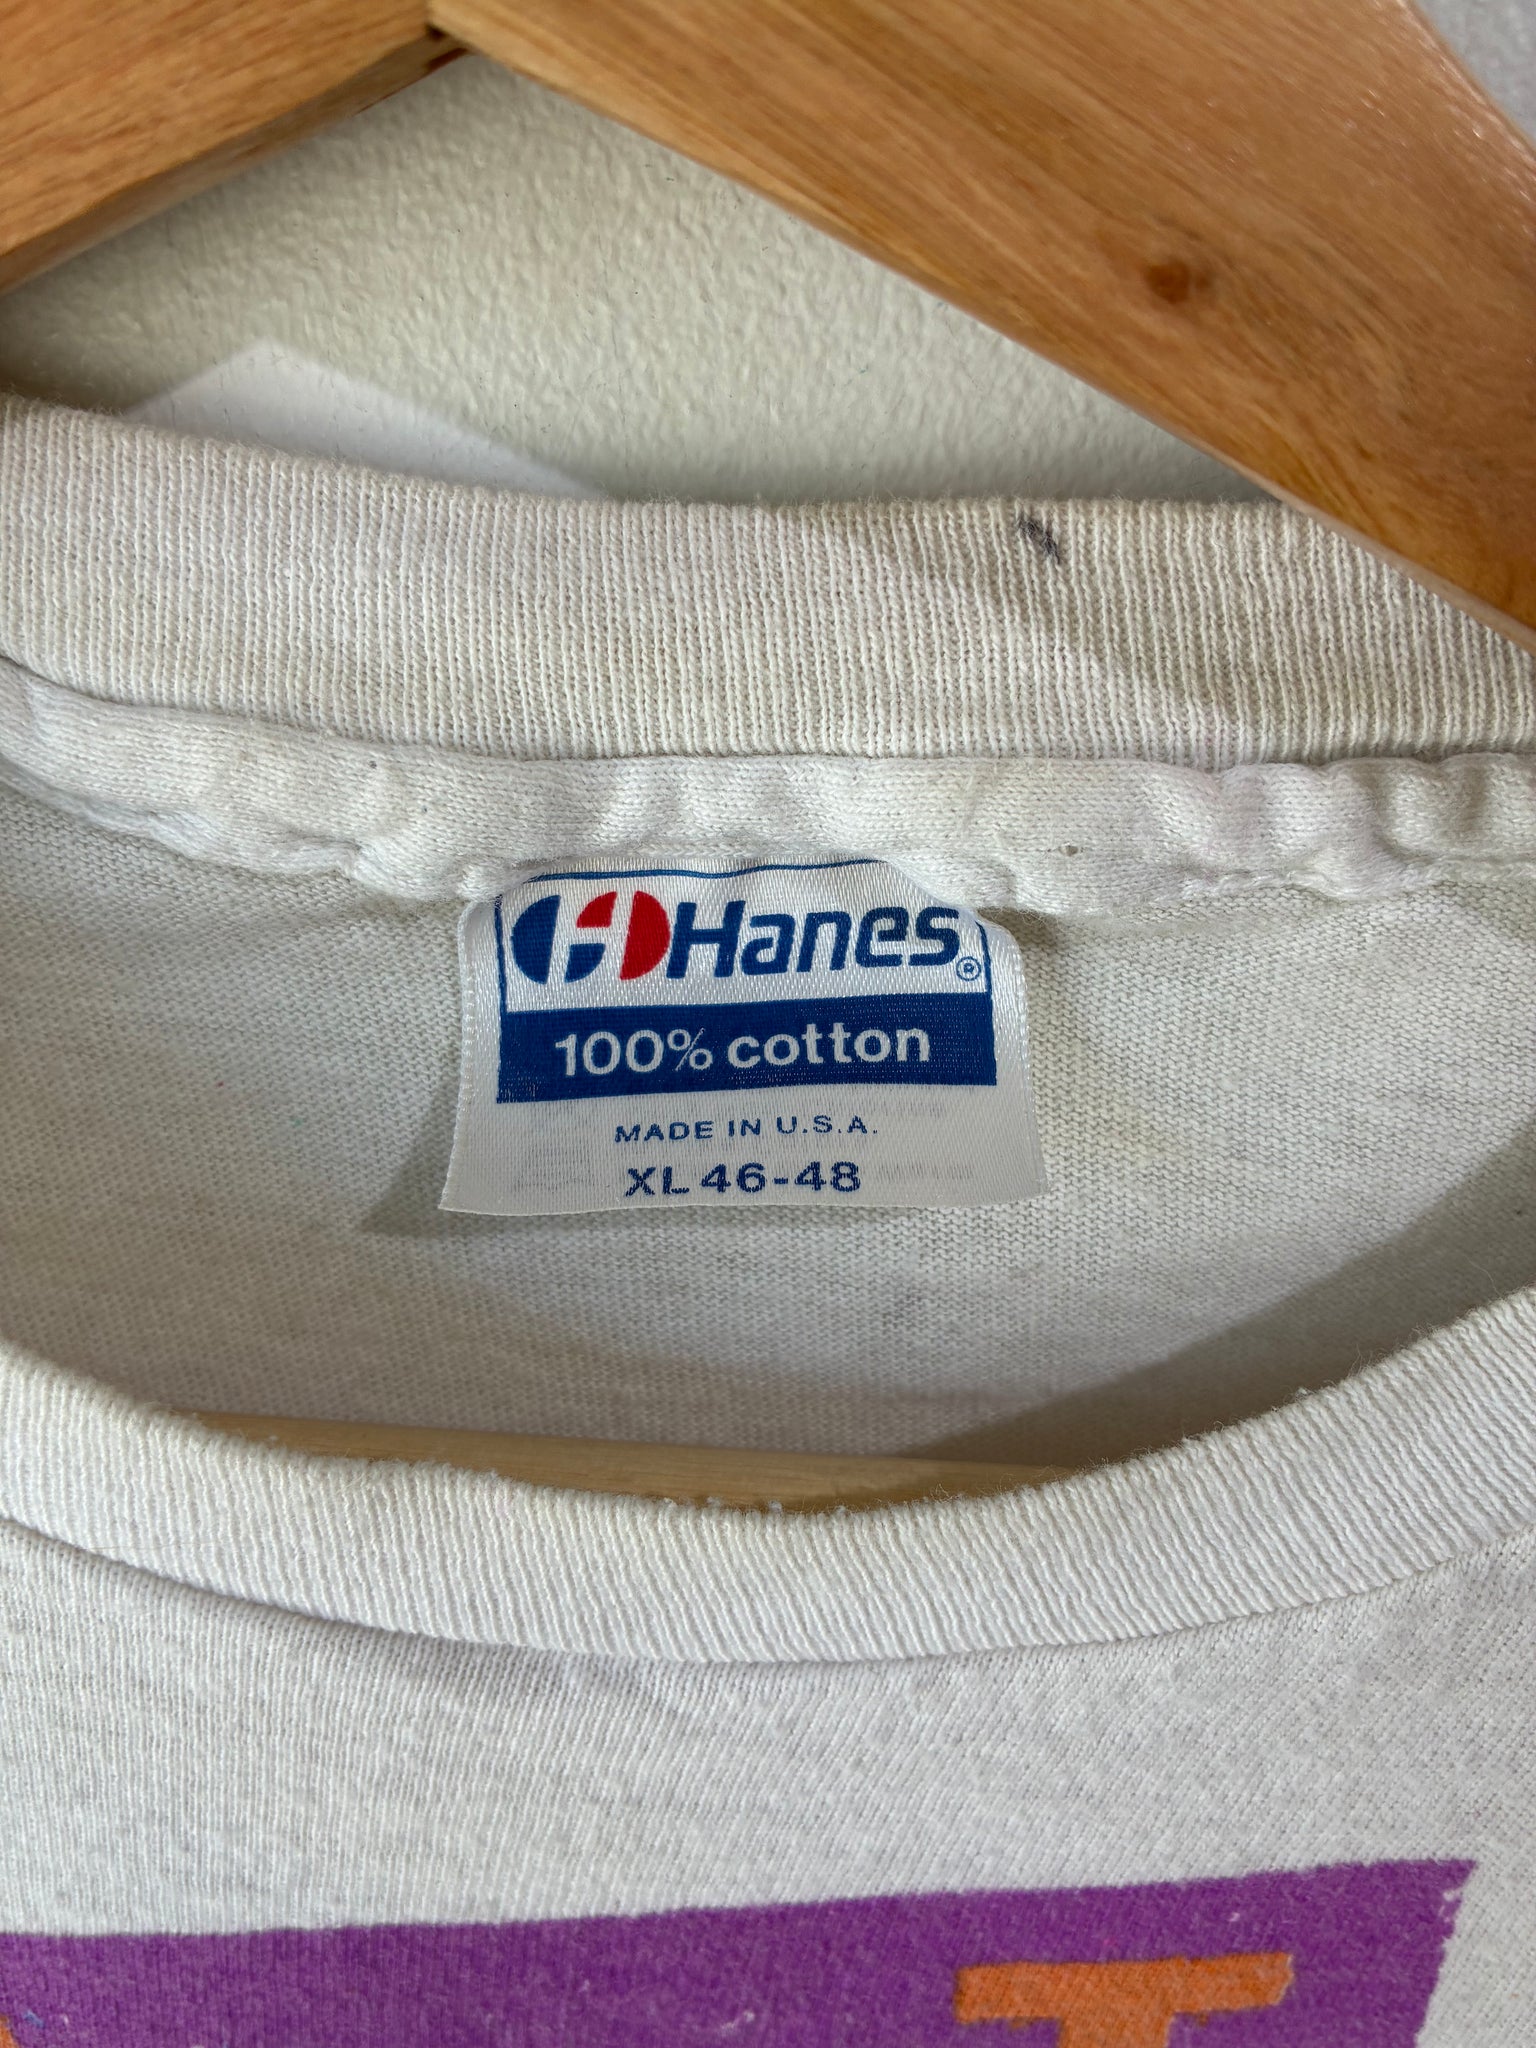 Hanes®
100% cotton
MADE IN U.S.A.
XL 46-48